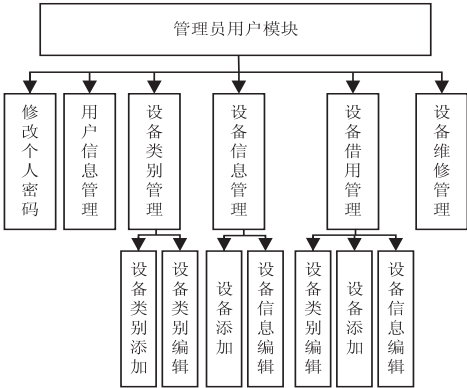 管理员用户模块
修改个人密码
用户信息管理
设备类别管理
设备信息管理
设备借用管理
设备维修管理
设备类别添加
设备类别编辑
设备添加
设备信息编辑
设备类别编辑
设备添加
设备信息编辑